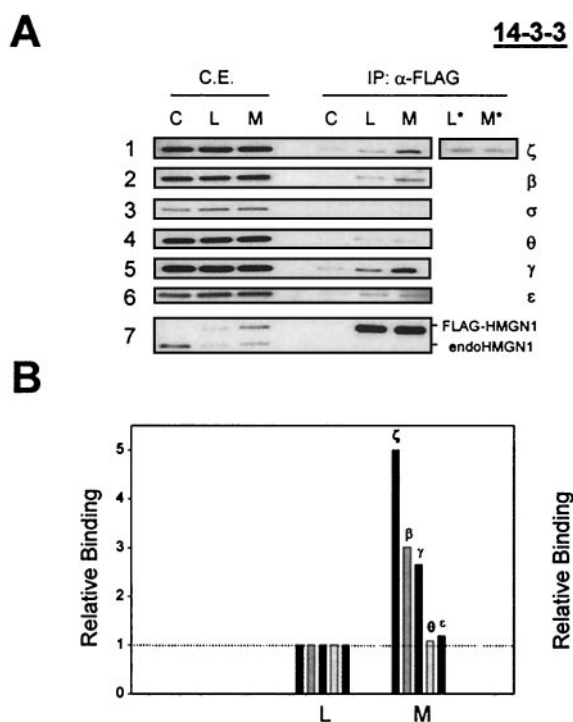 A
14-3-3
C.E. IP: α-FLAG
C L M C L M L* M*
1 ζ
2 β
3 σ
4 θ
5 γ
6 ε
7 FLAG-HMGN1
endoHMGN1
B
Relative Binding
5
4
3
2
1
0
ζ
β
γ
θ ε
L M
Relative Binding